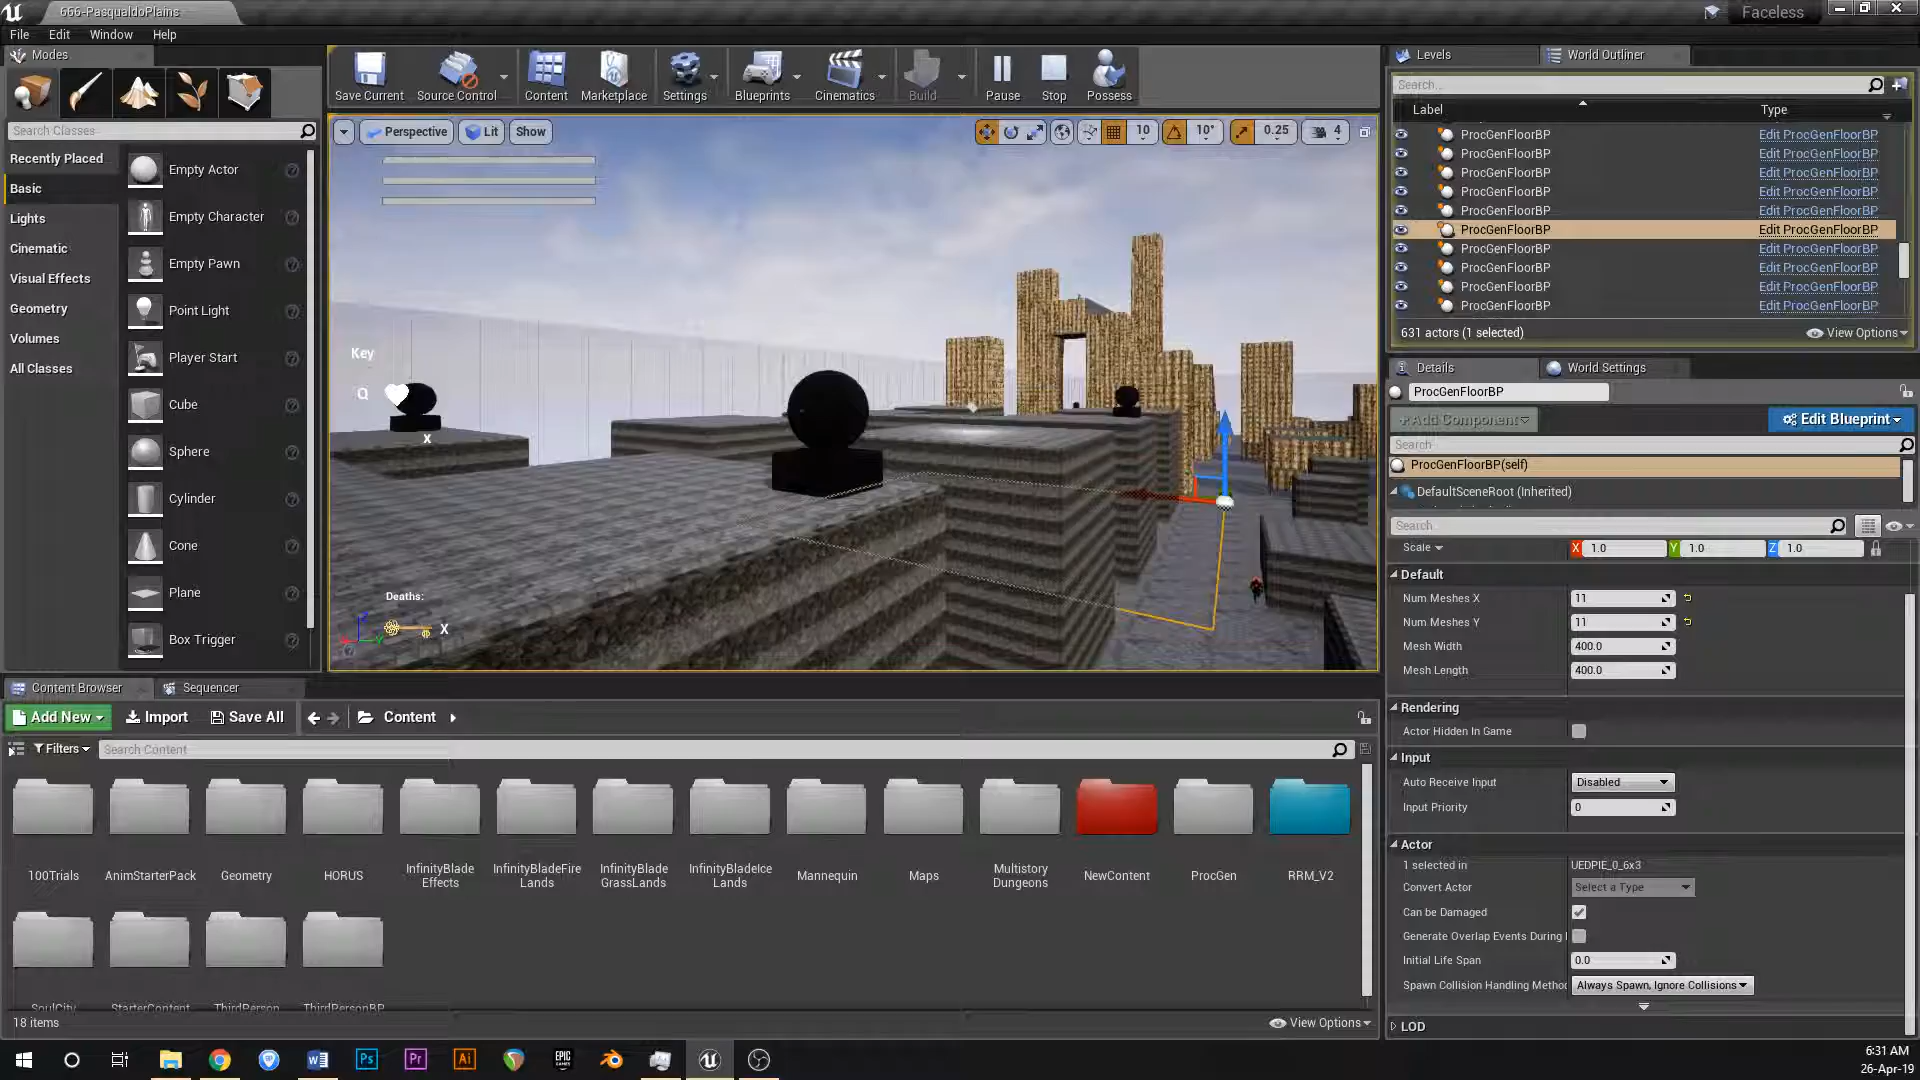 666-PasqualdoPlains
Faceless
File Edit Window Help
Modes
Save Current Source Control Content Marketplace Settings Blueprints Cinematics Build Pause Stop Possess
Levels World Outliner
Search...
Label Type
Search Classes
Perspective Lit Show 10 10° 0.25 4
ProcGenFloorBP Edit ProcGenFloorBP
ProcGenFloorBP Edit ProcGenFloorBP
ProcGenFloorBP Edit ProcGenFloorBP
ProcGenFloorBP Edit ProcGenFloorBP
ProcGenFloorBP Edit ProcGenFloorBP
ProcGenFloorBP Edit ProcGenFloorBP
ProcGenFloorBP Edit ProcGenFloorBP
ProcGenFloorBP Edit ProcGenFloorBP
ProcGenFloorBP Edit ProcGenFloorBP
ProcGenFloorBP Edit ProcGenFloorBP
631 actors (1 selected) View Options
Recently Placed
Basic
Lights
Cinematic
Visual Effects
Geometry
Volumes
All Classes
Empty Actor
Empty Character
Empty Pawn
Point Light
Player Start
Cube
Sphere
Cylinder
Cone
Plane
Box Trigger
Key
Q
X
Deaths:
X
Details World Settings
ProcGenFloorBP
+Add Component Edit Blueprint
Search
ProcGenFloorBP(self)
DefaultSceneRoot (Inherited)
Search
Scale X 1.0 Y 1.0 Z 1.0
Default
Num Meshes X 11
Num Meshes Y 11
Mesh Width 400.0
Mesh Length 400.0
Rendering
Actor Hidden In Game
Input
Auto Receive Input Disabled
Input Priority 0
Actor
1 selected in UEDPIE_0_6x3
Convert Actor Select a Type
Can be Damaged
Generate Overlap Events During
Initial Life Span 0.0
Spawn Collision Handling Method Always Spawn, Ignore Collisions
LOD
Content Browser Sequencer
Add New Import Save All Content
Filters Search Content
100Trials AnimStarterPack Geometry HORUS InfinityBlade Effects InfinityBladeFire Lands InfinityBlade GrassLands InfinityBladeIce Lands Mannequin Maps Multistory Dungeons NewContent ProcGen RRM_V2
SoulCity StarterContent ThirdPerson ThirdPersonBP
18 items View Options
Ps Pr Ai EPIC GAMES
6:31 AM
26-Apr-19